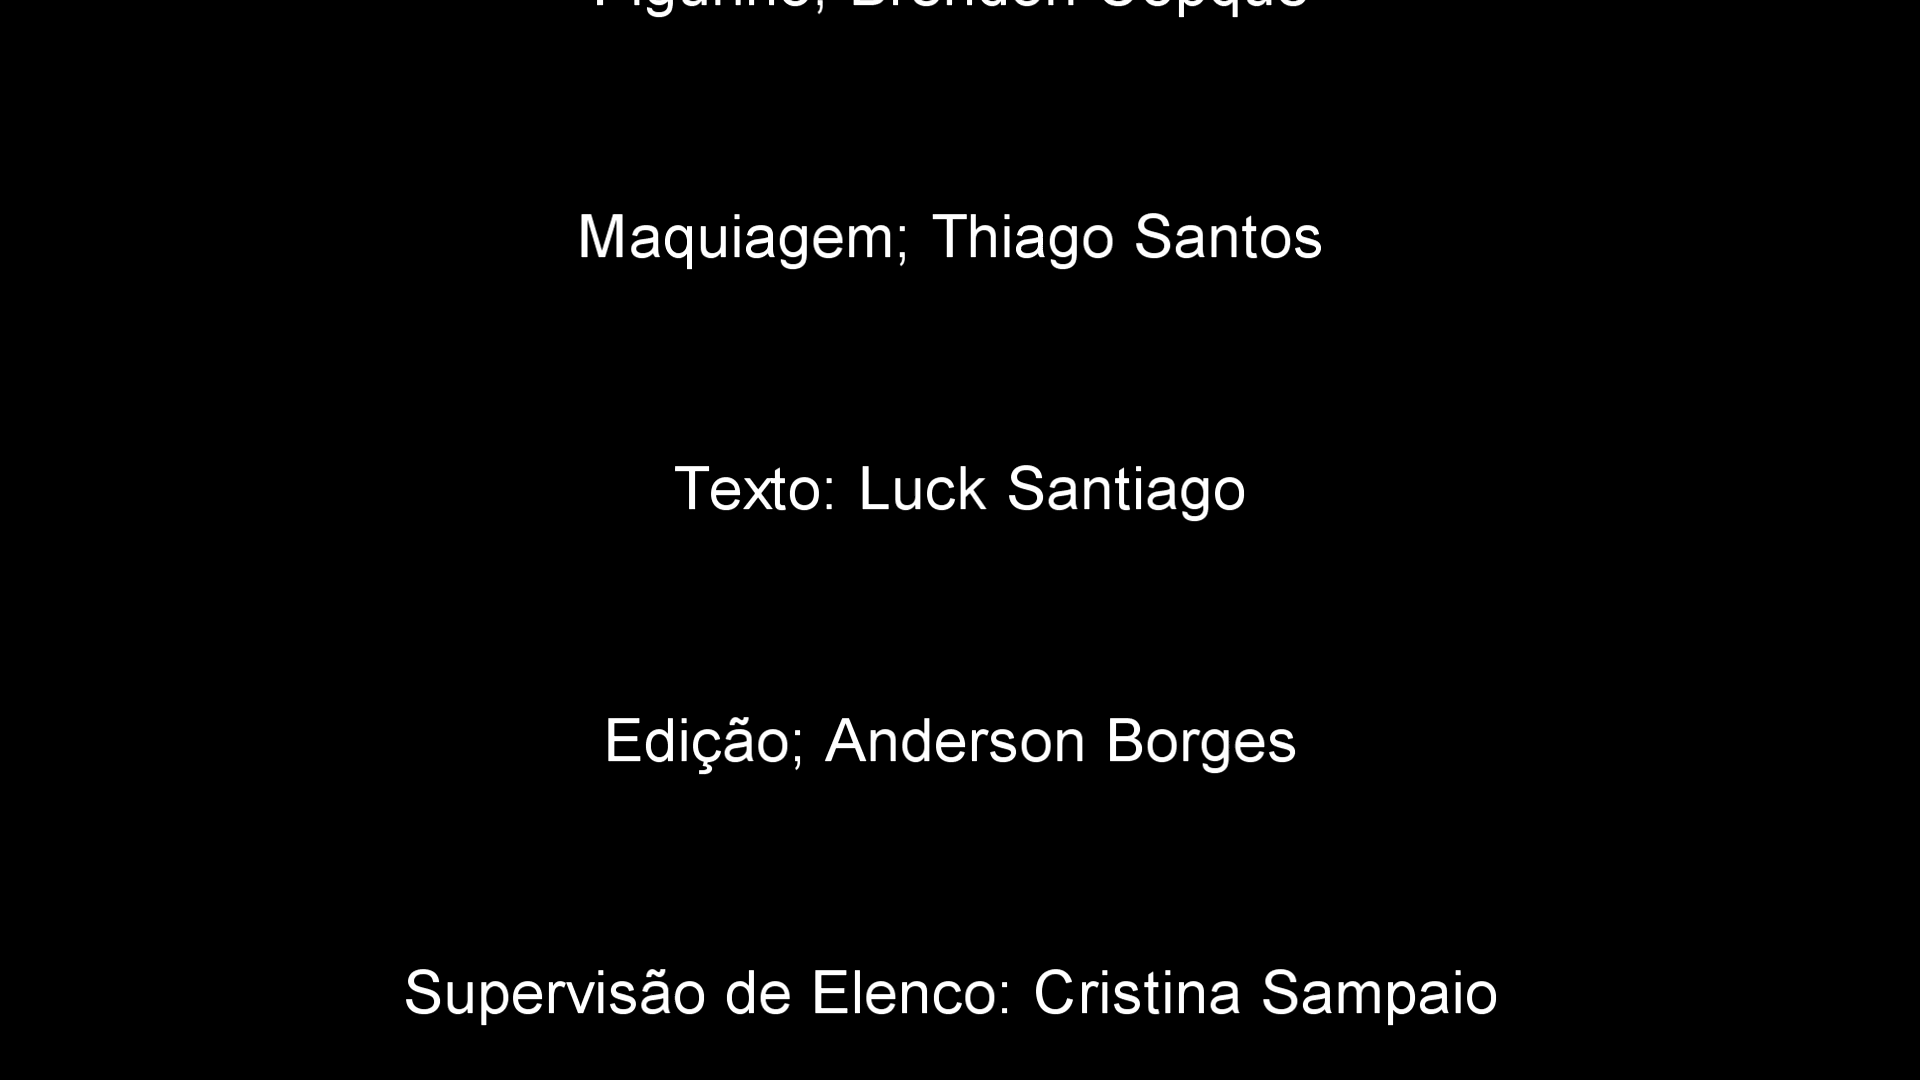 Maquiagem; Thiago Santos
Texto: Luck Santiago
Edição; Anderson Borges
Supervisão de Elenco: Cristina Sampaio